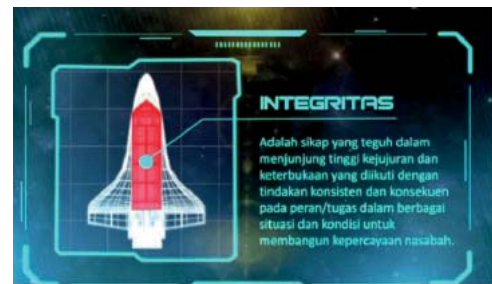 INTEGRITAS
Adalah sikap yang teguh dalam
menjunjung tinggi kejujuran dan
keterbukaan yang diikuti dengan
tindakan konsisten dan konsekuen
pada peran/tugas dalam berbagai
situasi dan kondisi untuk
membangun kepercayaan nasabah.